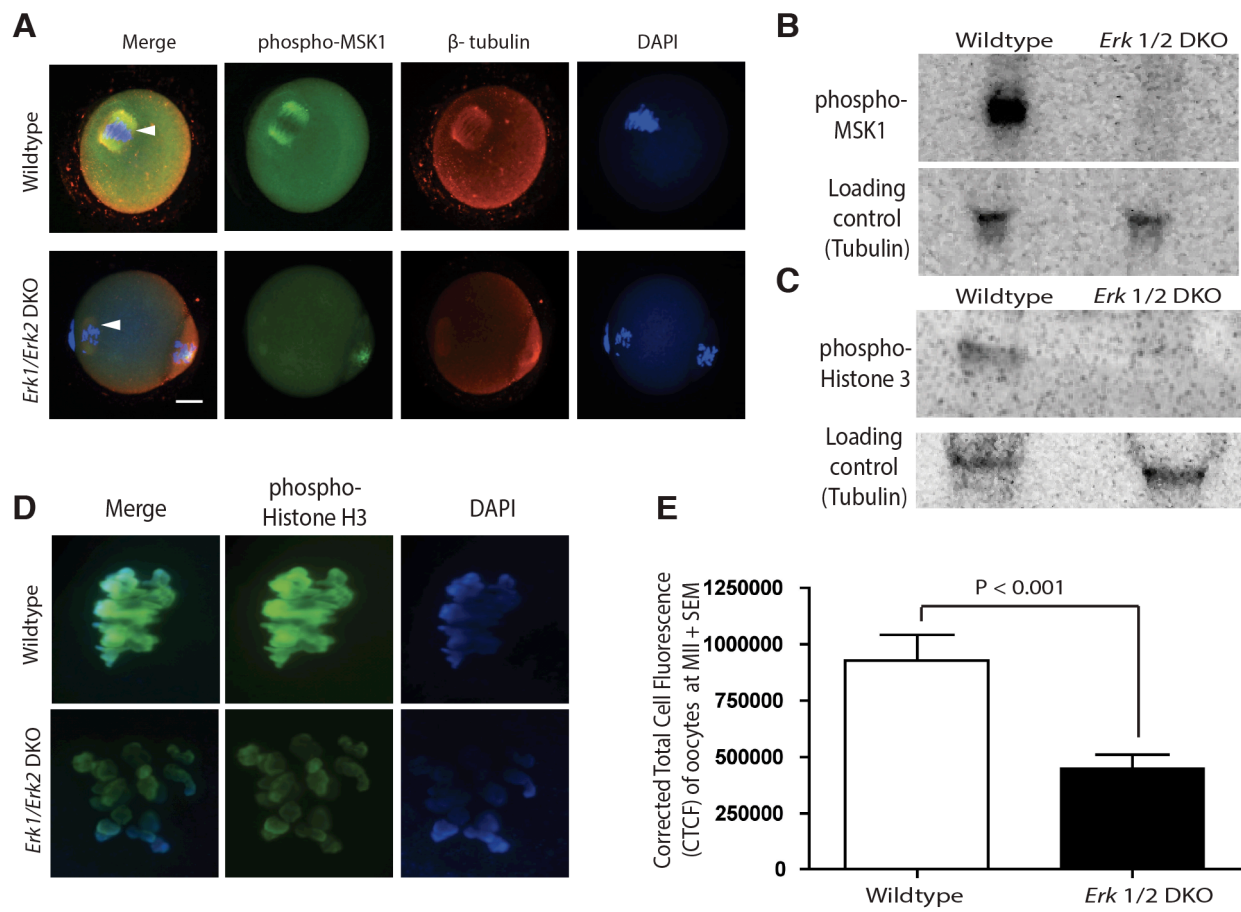 A
Merge
phospho-MSK1
β- tubulin
DAPI
Wildtype
Erk1/Erk2 DKO
B
Wildtype
Erk 1/2 DKO
phospho-
MSK1
Loading
control
(Tubulin)
C
Wildtype
Erk 1/2 DKO
phospho-
Histone 3
Loading
control
(Tubulin)
D
Merge
phospho-
Histone H3
DAPI
Wildtype
Erk1/Erk2 DKO
E
Corrected Total Cell Fluorescence
(CTCF) of oocytes at MII + SEM
1250000
1000000
750000
500000
250000
0
P < 0.001
Wildtype
Erk 1/2 DKO